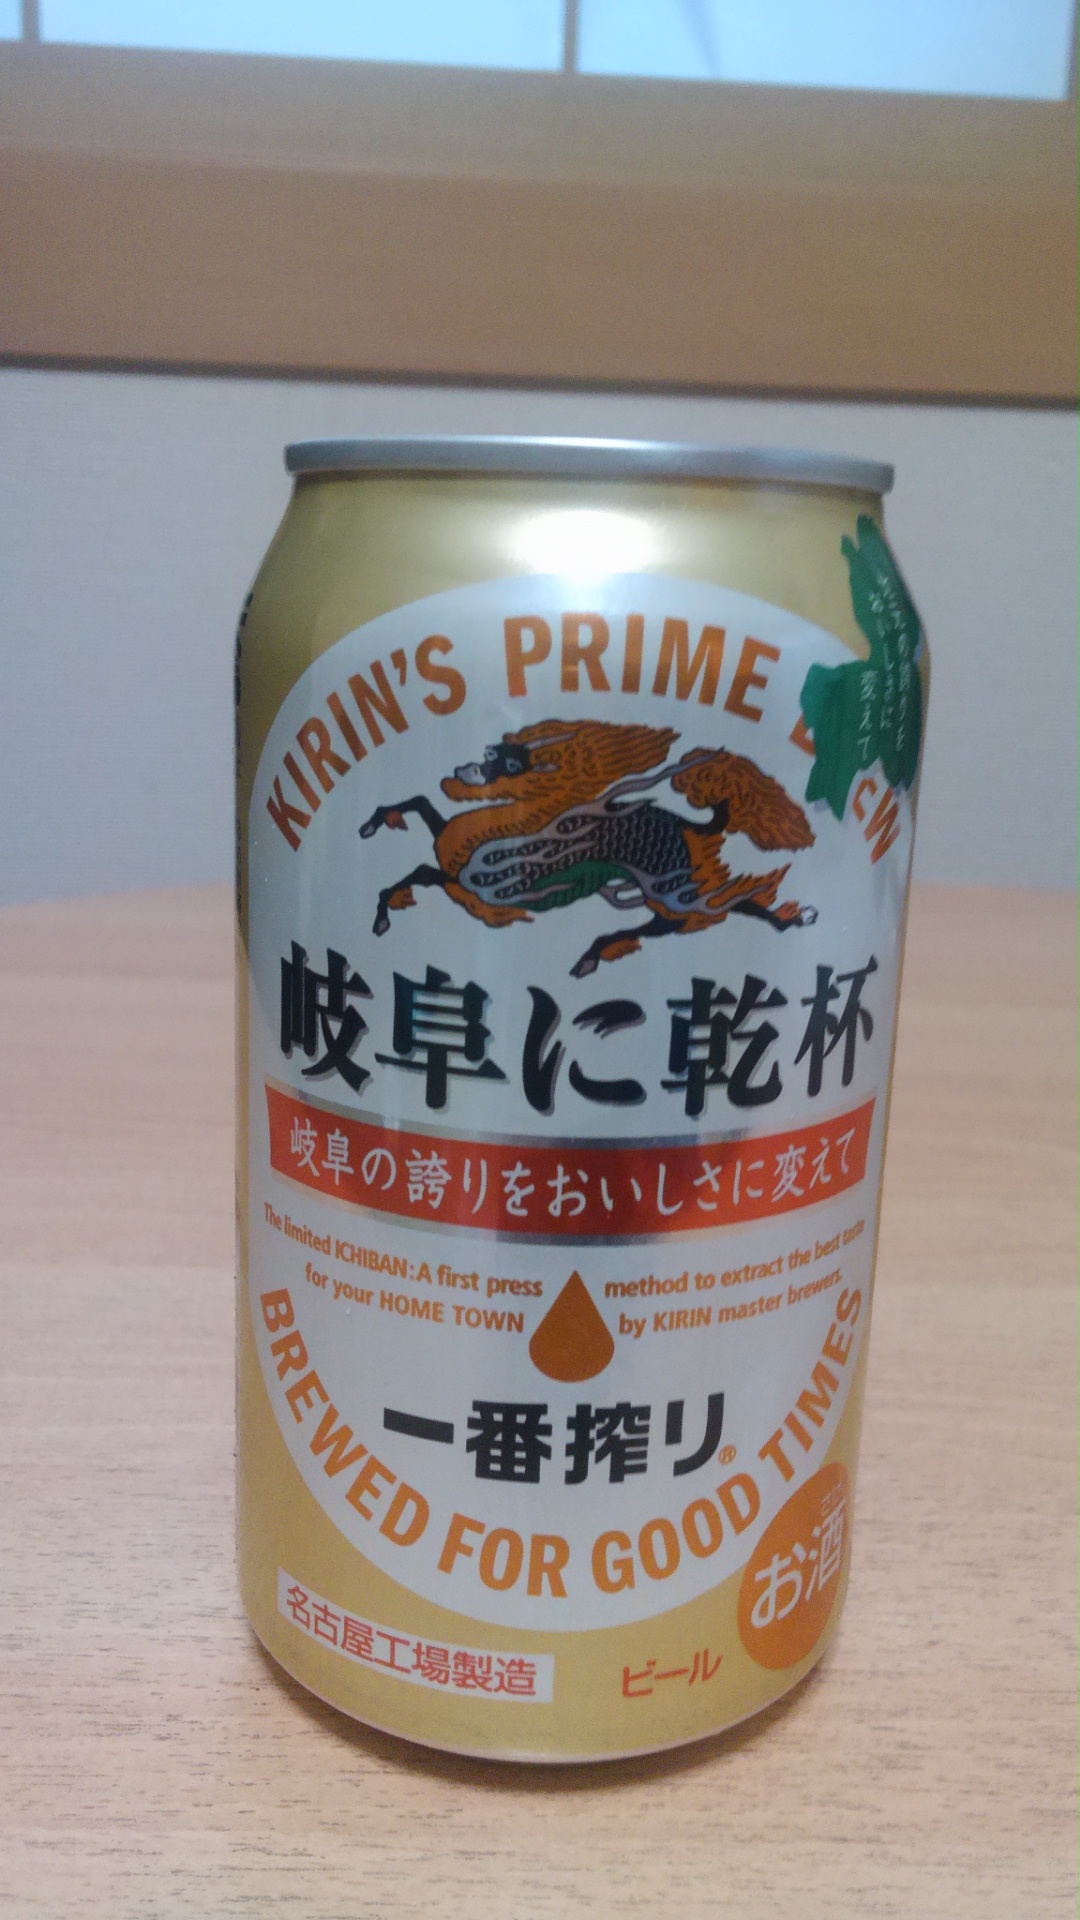 KIRIN'S PRIME
変えて
岐阜に乾杯
岐阜の誇りをおいしさに変えて
The limited ICHIBAN: A first press method to extract the best taste
for your HOME TOWN by KIRIN master brewers.
一番搾り®
BREWED FOR GOOD TIMES
お酒
名古屋工場製造
ビール